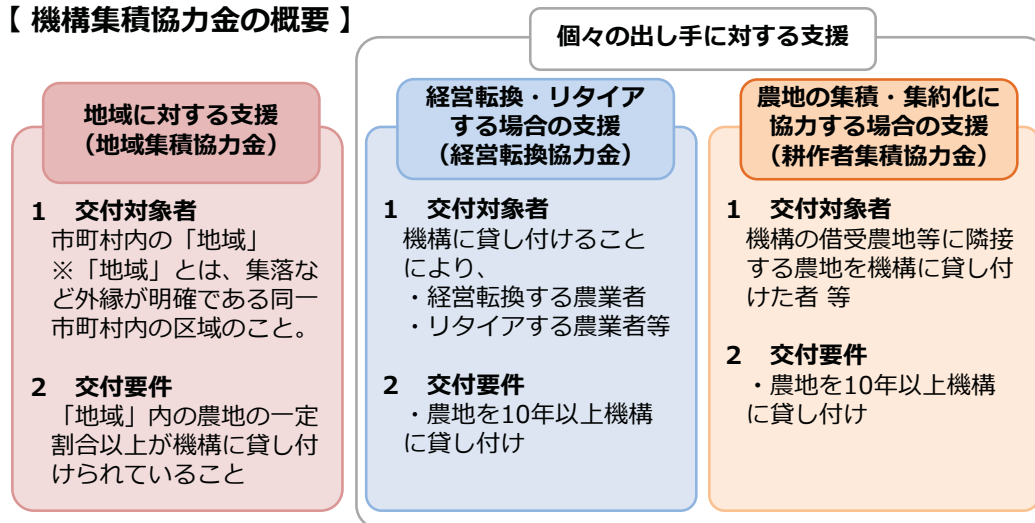 【 機構集積協力金の概要 】
個々の出し手に対する支援
地域に対する支援
（地域集積協力金）
1 交付対象者
市町村内の「地域」
※「地域」とは、集落な
ど外縁が明確である同一
市町村内の区域のこと。
2 交付要件
「地域」内の農地の一定
割合以上が機構に貸し付
けられていること
経営転換・リタイア
する場合の支援
（経営転換協力金）
1 交付対象者
機構に貸し付けること
により、
・経営転換する農業者
・リタイアする農業者等
2 交付要件
・農地を10年以上機構
に貸し付け
農地の集積・集約化に
協力する場合の支援
（耕作者集積協力金）
1 交付対象者
機構の借受農地等に隣接
する農地を機構に貸し付
けた者 等
2 交付要件
・農地を10年以上機構
に貸し付け